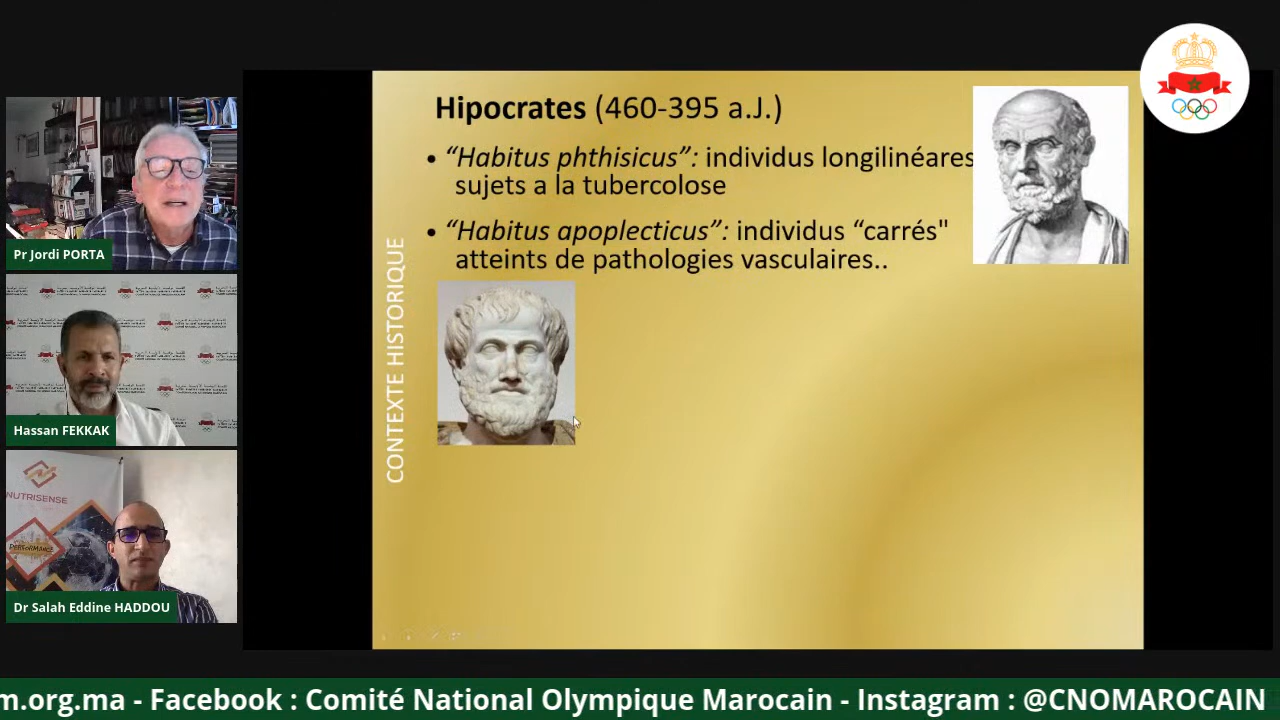 Pr Jordi PORTA
Hassan FEKKAK
NUTRISENSE
PERFORMANCE
Dr Salah Eddine HADDOU
CONTEXTE HISTORIQUE
Hipocrates (460-395 a.J.)
• “Habitus phthisicus”: individus longilinéares
sujets a la tubercolose
• “Habitus apoplecticus”: individus “carrés"
atteints de pathologies vasculaires..
m.org.ma - Facebook : Comité National Olympique Marocain - Instagram : @CNOMAROCAIN